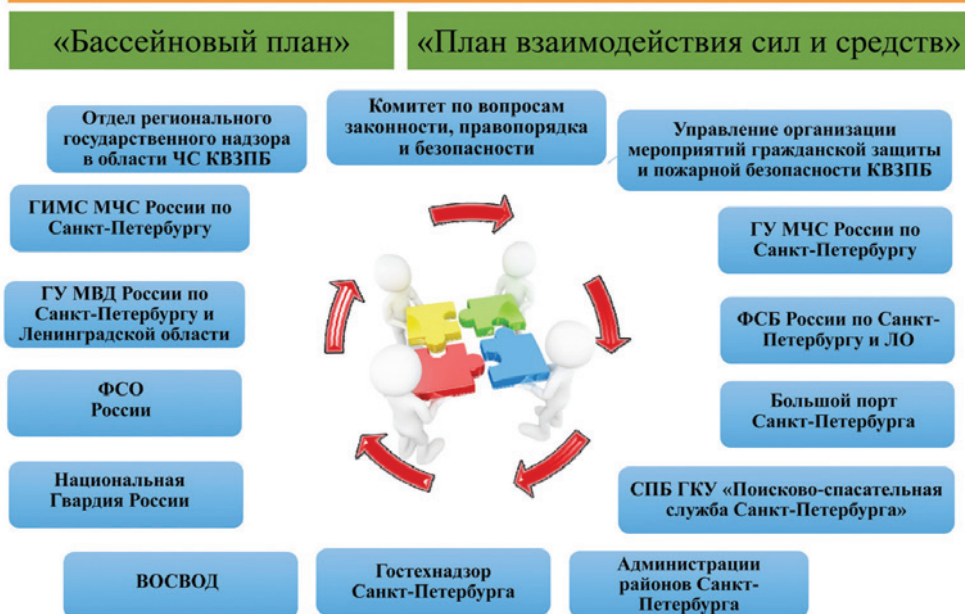 «Бассейновый план»
«План взаимодействия сил и средств»
Отдел регионального
государственного надзора
в области ЧС КВЗПБ
Комитет по вопросам
законности, правопорядка
и безопасности
Управление организации
мероприятий гражданской защиты
и пожарной безопасности КВЗПБ
ГИМС МЧС России по
Санкт-Петербургу
ГУ МЧС России по
Санкт-Петербургу
ГУ МВД России по
Санкт-Петербургу и
Ленинградской области
ФСБ России по Санкт-
Петербургу и ЛО
ФСО
России
Большой порт
Санкт-Петербурга
Национальная
Гвардия России
СПБ ГКУ «Поисково-спасательная
служба Санкт-Петербурга»
ВОСВОД
Гостехнадзор
Санкт-Петербурга
Администрации
районов Санкт-
Петербурга